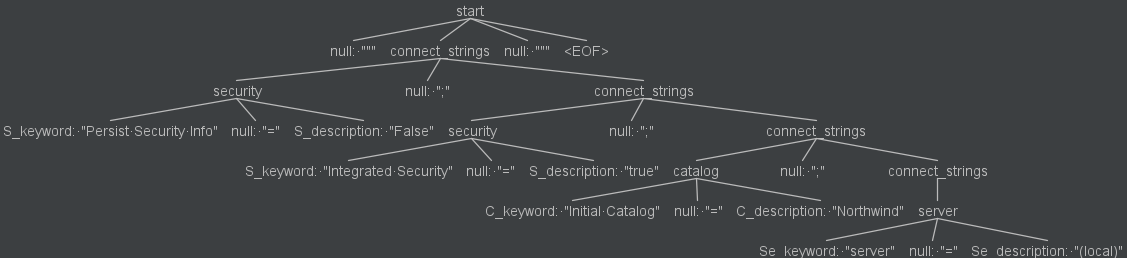 start
null:·""" connect_strings null:·""" <EOF>
security null:·";" connect_strings
S_keyword:·"Persist·Security·Info" null:·"=" S_description:·"False" security null:·";" connect_strings
S_keyword:·"Integrated·Security" null:·"=" S_description:·"true" catalog null:·";" connect_strings
C_keyword:·"Initial·Catalog" null:·"=" C_description:·"Northwind" server
Se_keyword:·"server" null:·"=" Se_description:·"(local)"